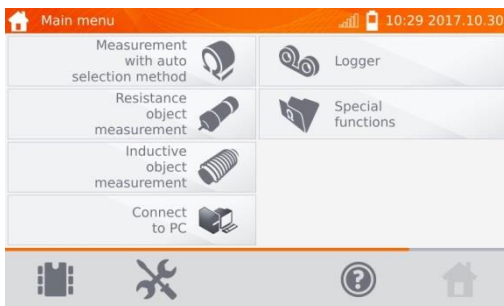 Main menu
10:29 2017.10.30
Measurement
with auto
selection method
Resistance
object
measurement
Inductive
object
measurement
Connect
to PC
Logger
Special
functions